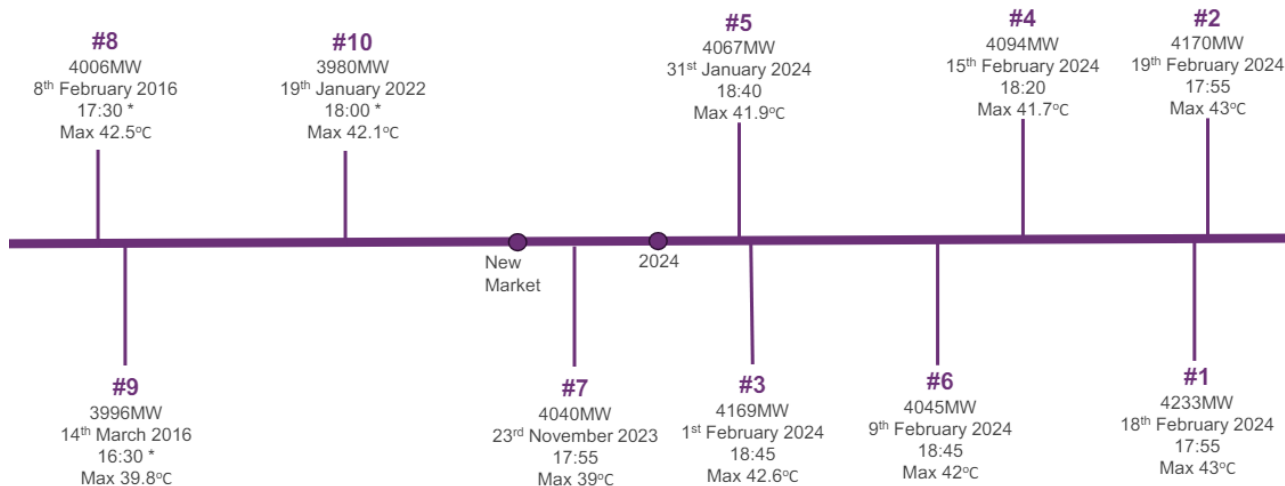 #8
4006MW
8th February 2016
17:30 *
Max 42.5°C
#10
3980MW
19th January 2022
18:00 *
Max 42.1°C
#5
4067MW
31st January 2024
18:40
Max 41.9°C
#4
4094MW
15th February 2024
18:20
Max 41.7°C
#2
4170MW
19th February 2024
17:55
Max 43°C
New
Market
2024
#9
3996MW
14th March 2016
16:30 *
Max 39.8°C
#7
4040MW
23rd November 2023
17:55
Max 39°C
#3
4169MW
1st February 2024
18:45
Max 42.6°C
#6
4045MW
9th February 2024
18:45
Max 42°C
#1
4233MW
18th February 2024
17:55
Max 43°C